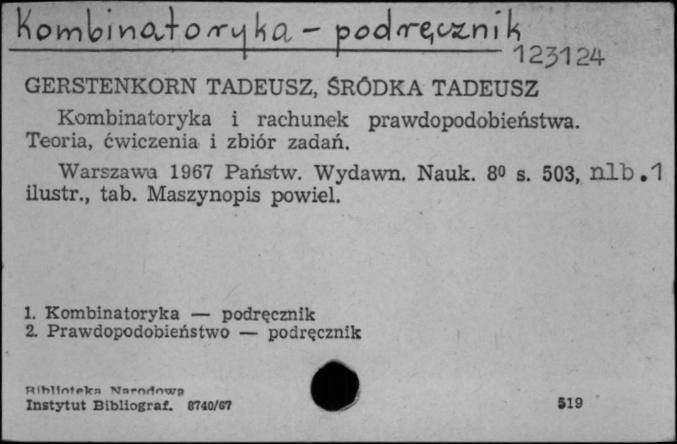 Kombinatoryka - podręcznik
123124
GERSTENKORN TADEUSZ, ŚRÓDKA TADEUSZ
Kombinatoryka i rachunek prawdopodobieństwa.
Teoria, ćwiczenia i zbiór zadań.
Warszawa 1967 Państw. Wydawn. Nauk. 8⁰ s. 503, nlb.1
ilustr., tab. Maszynopis powiel.
1. Kombinatoryka — podręcznik
2. Prawdopodobieństwo — podręcznik
Biblioteka Narodowa
Instytut Bibliograf. 8740/67
519